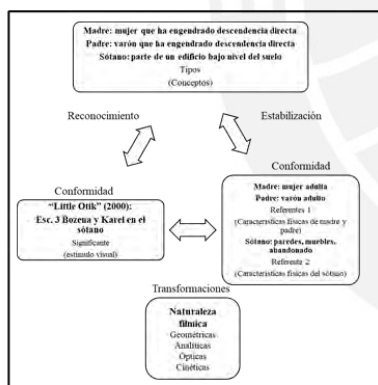 Madre: mujer que ha engendrado descendencia directa
Padre: varón que ha engendrado descendencia directa
Sótano: parte de un edificio bajo nivel del suelo
Tipos
(Conceptos)
Reconocimiento
Estabilización
Conformidad
Conformidad
"Little Otik" (2000):
Esc. 3 Bozena y Karel en el
sótano
Significante
(estímulo visual)
Madre: mujer adulta
Padre: varón adulto
Referentes 1
(Características físicas de madre y
padre)
Sótano: paredes, muebles,
abandonado
Referente 2
(Características físicas del sótano)
Transformaciones
Naturaleza
fílmica
Geométricas
Analíticas
Ópticas
Cinéticas